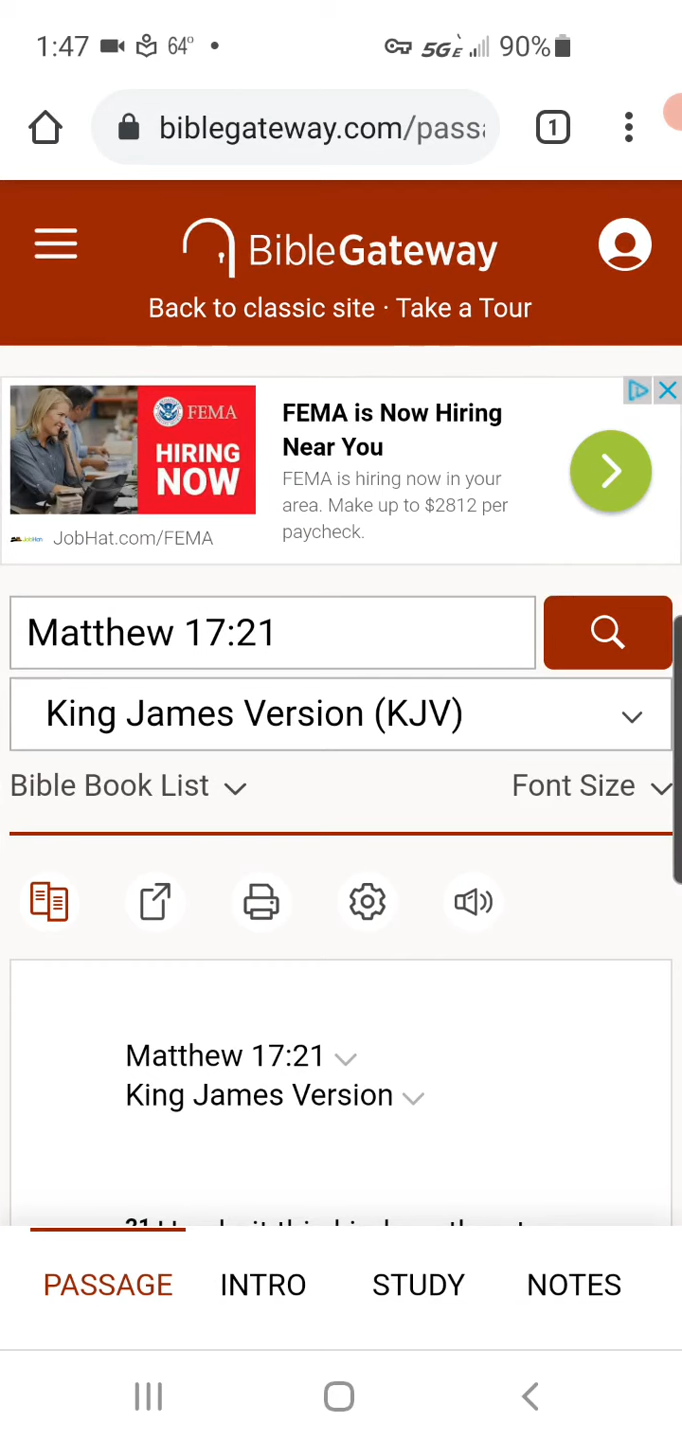 1:47 64° 5GE 90%
biblegateway.com/pass
1
BibleGateway
Back to classic site · Take a Tour
FEMA
HIRING
NOW
JobHat.com/FEMA
FEMA is Now Hiring
Near You
FEMA is hiring now in your
area. Make up to $2812 per
paycheck.
Matthew 17:21
King James Version (KJV)
Bible Book List Font Size
Matthew 17:21
King James Version
21
PASSAGE INTRO STUDY NOTES